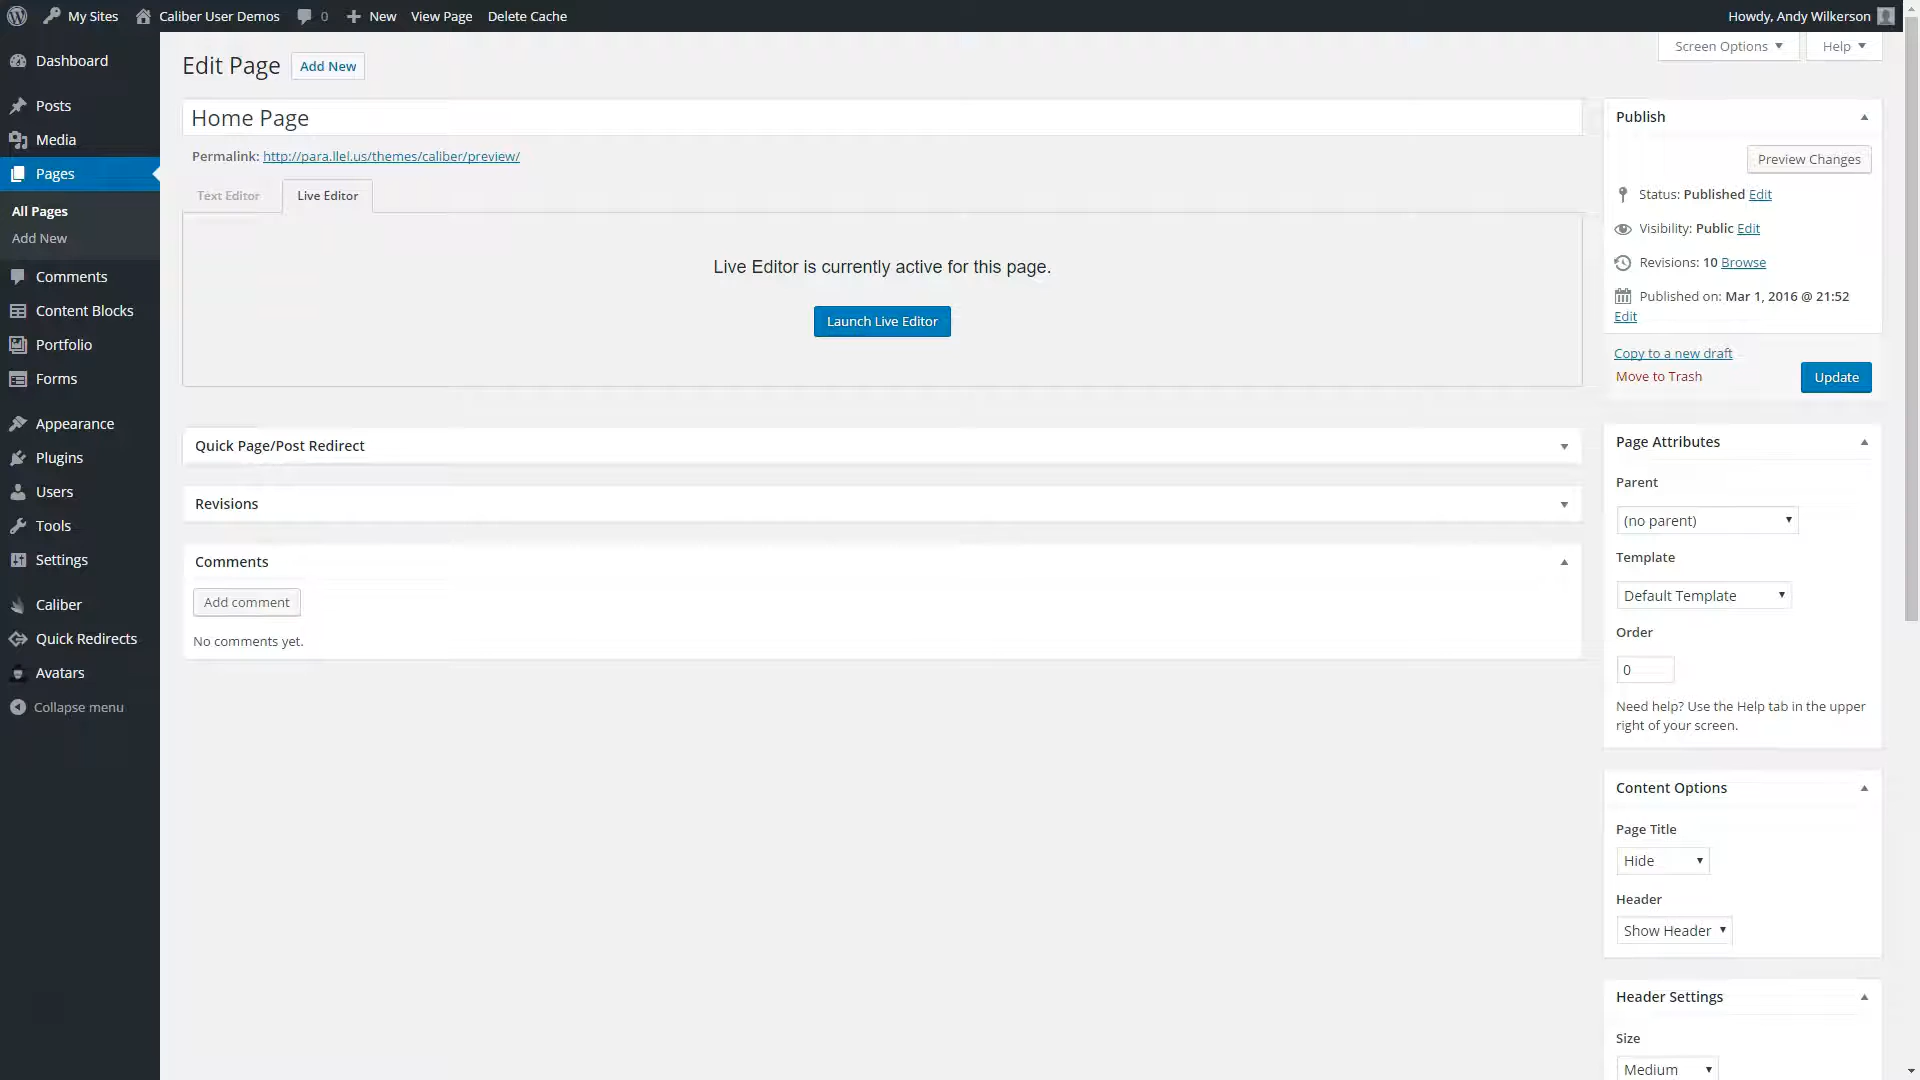 My Sites
Caliber User Demos
0
New
View Page
Delete Cache
Howdy, Andy Wilkerson
Dashboard
Posts
Media
Pages
All Pages
Add New
Comments
Content Blocks
Portfolio
Forms
Appearance
Plugins
Users
Tools
Settings
Caliber
Quick Redirects
Avatars
Collapse menu
Screen Options
Help
Edit Page
Add New
Home Page
Permalink: http://para.llel.us/themes/caliber/preview/
Text Editor
Live Editor
Live Editor is currently active for this page.
Launch Live Editor
Quick Page/Post Redirect
Revisions
Comments
Add comment
No comments yet.
Publish
Preview Changes
Status: Published Edit
Visibility: Public Edit
Revisions: 10 Browse
Published on: Mar 1, 2016 @ 21:52
Edit
Copy to a new draft
Move to Trash
Update
Page Attributes
Parent
(no parent)
Template
Default Template
Order
0
Need help? Use the Help tab in the upper
right of your screen.
Content Options
Page Title
Hide
Header
Show Header
Header Settings
Size
Medium